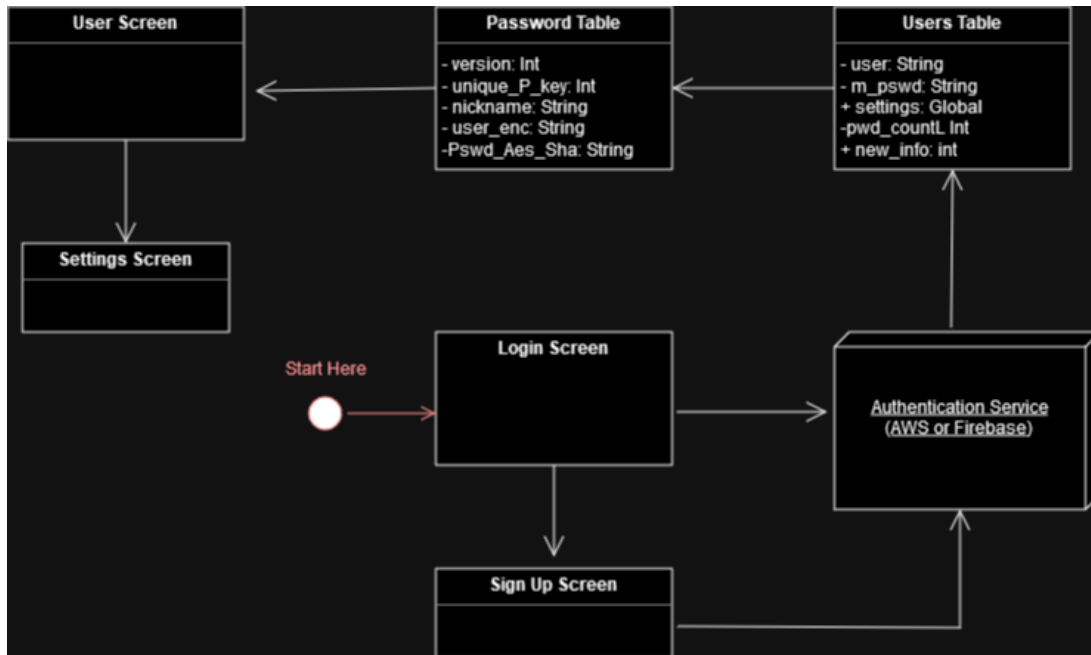 User Screen
Password Table
- version: Int
- unique_P_key: Int
- nickname: String
- user_enc: String
-Pswd_Aes_Sha: String
Users Table
- user: String
- m_pswd: String
+ settings: Global
-pwd_countL Int
+ new_info: int
Settings Screen
Start Here
Login Screen
Authentication Service
(AWS or Firebase)
Sign Up Screen